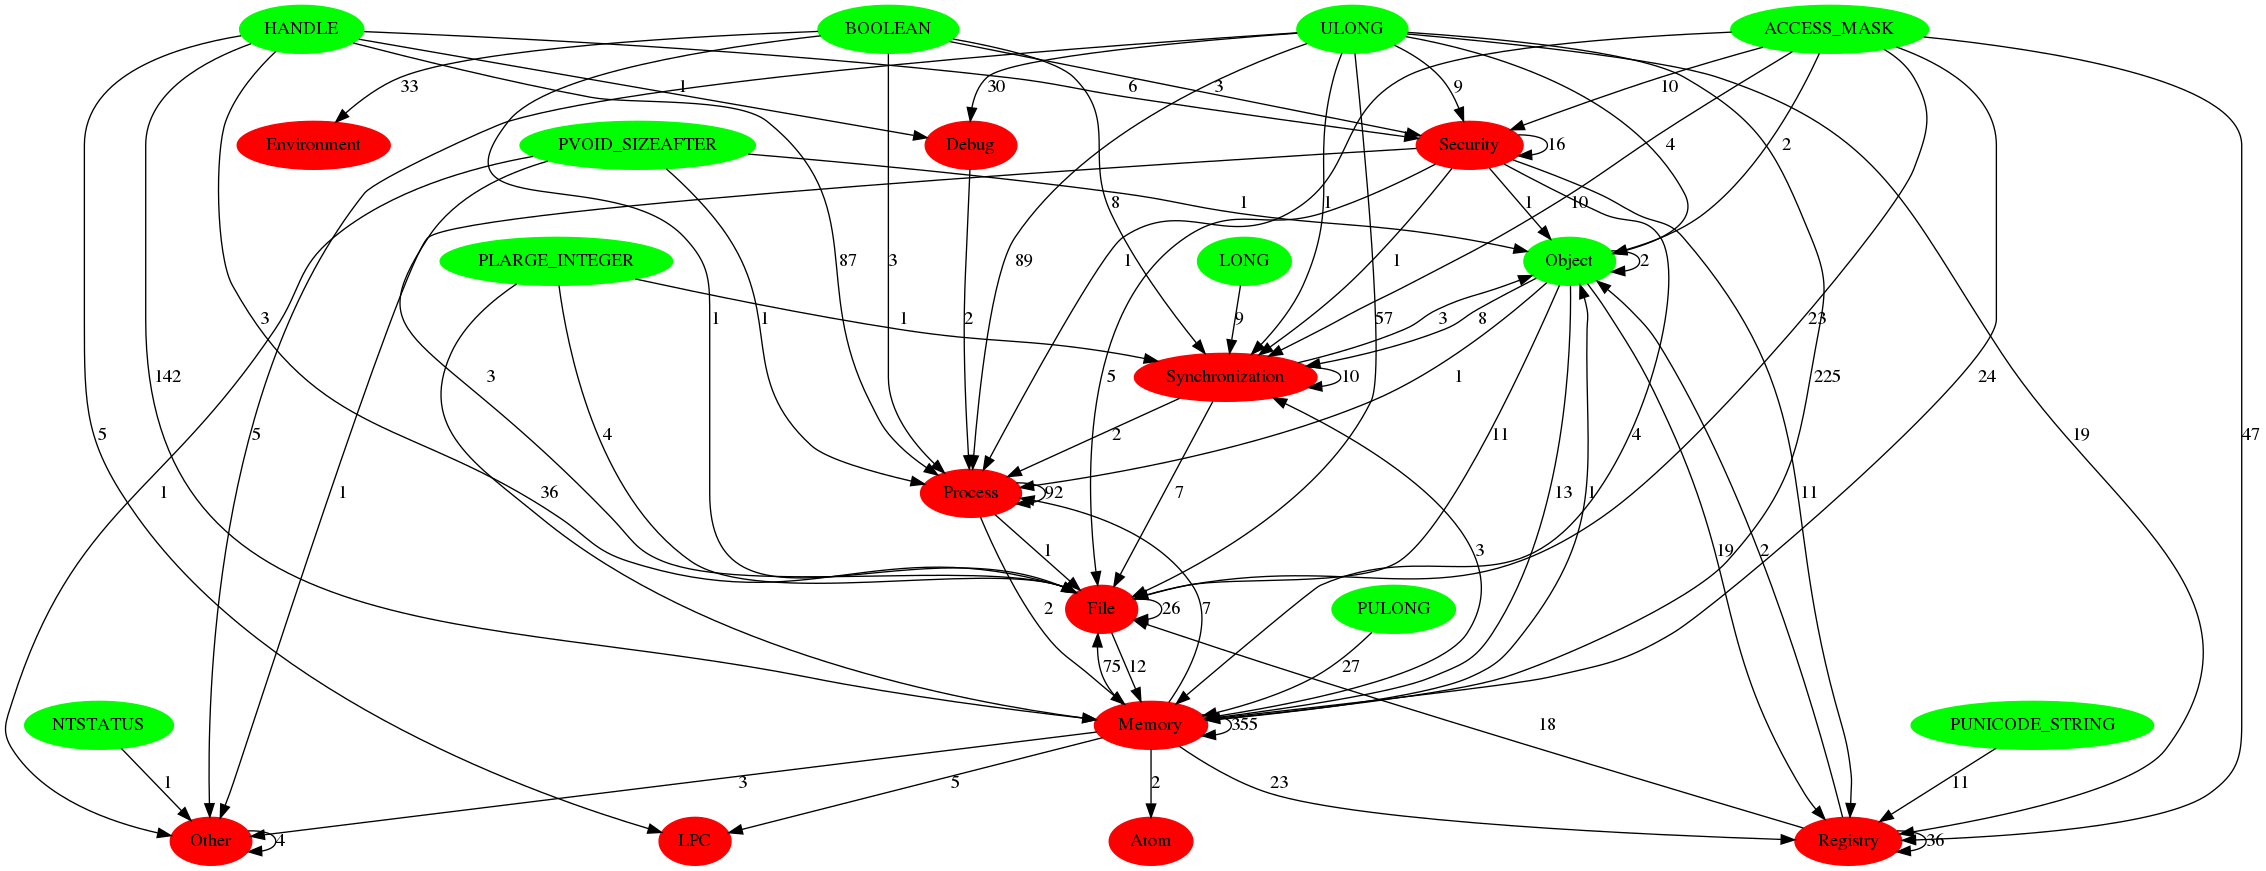 HANDLE BOOLEAN ULONG ACCESS_MASK
33 1 6 3 30 9 10 4 2
Environment PVOID_SIZEAFTER Debug Security 16
1 8 1 10 1
PLARGE_INTEGER LONG Object 2
3 87 3 89 1 1 1
1 2 1 9 57 3 8 23
1
Synchronization 10
142 3 5 1 225 24
5 5 4 2 11 4 19 47
1 1 36 Process 92 7 13 1 11
1 19 2
2 File 26 7 3 PULONG
75 12 27
NTSTATUS Memory 355 18 PUNICODE_STRING
1 3 5 2 23 11
Other 4 LPC Atom Registry 36